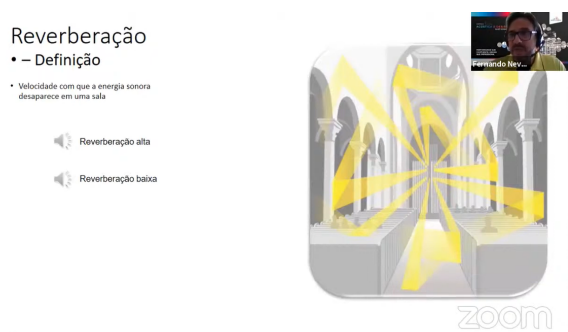 Reverberação
• – Definição
• Velocidade com que a energia sonora
desaparece em uma sala
Reverberação alta
Reverberação baixa
Fernando Nev...
zoom